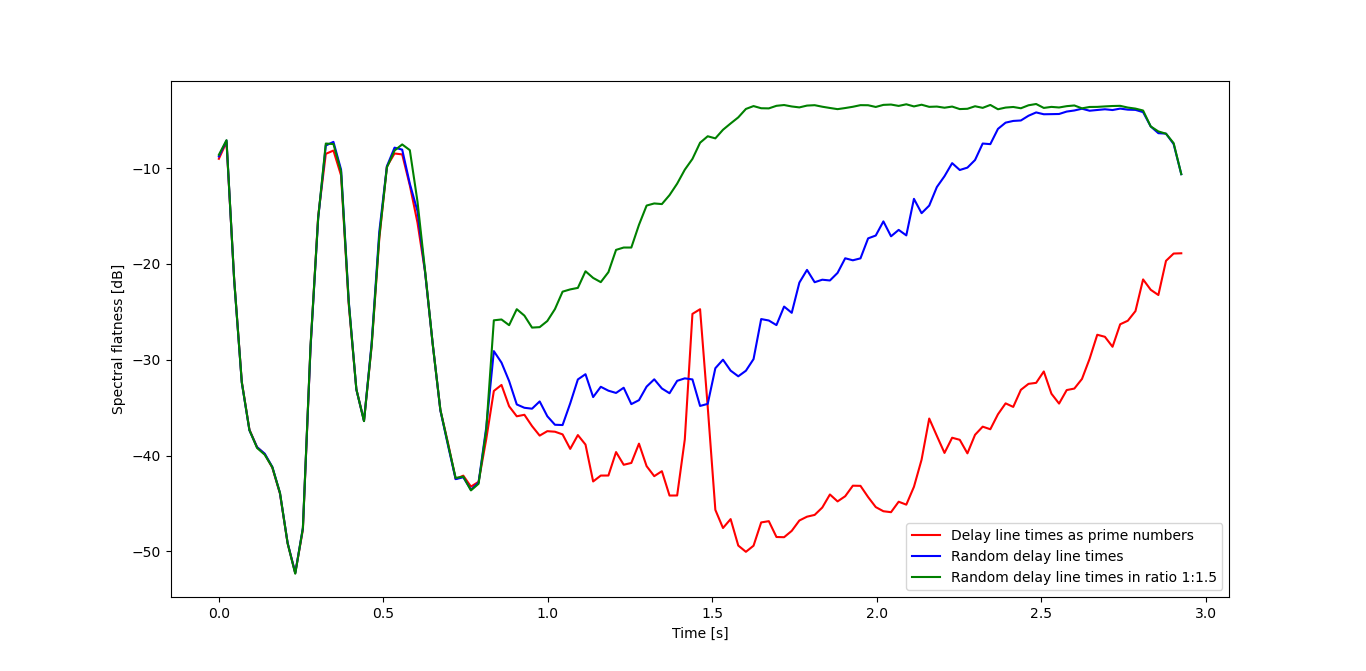 −10
−20
−30
−40
−50
Spectral flatness [dB]
0.0 0.5 1.0 1.5 2.0 2.5 3.0
Time [s]
Delay line times as prime numbers
Random delay line times
Random delay line times in ratio 1:1.5